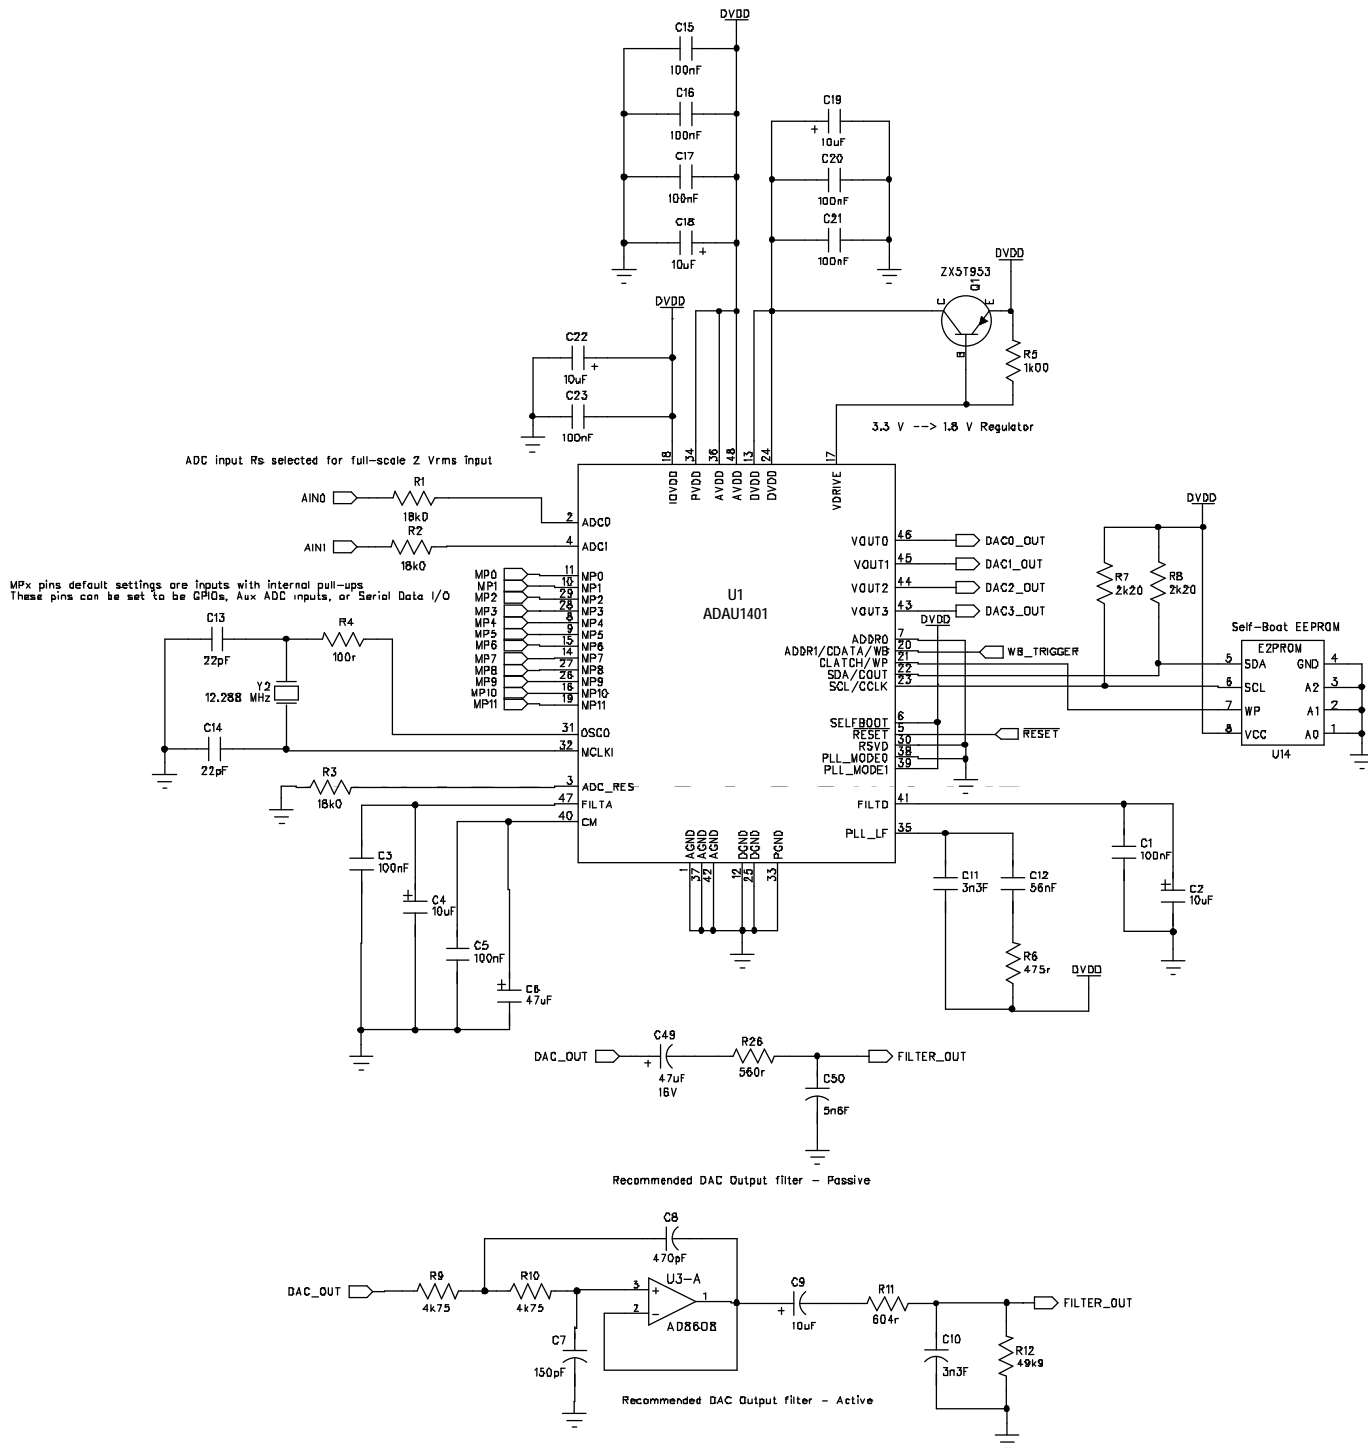 DVDD
C15
100nF
C16
100nF
C17
100nF
C18
+
10uF
C19
+
10uF
C20
100nF
C21
100nF
DVDD
ZX5T953
Q1
C
E
B
R5
1k00
3.3 V --> 1.8 V Regulator
DVDD
C22
+
10uF
C23
100nF
18
34
36
48
13
24
17
IOVDD
PVDD
AVDD
AVDD
DVDD
DVDD
VDRIVE
ADC input Rs selected for full-scale 2 Vrms input
AIN0
R1
18k0
2 ADC0
AIN1
R2
18k0
4 ADC1
MPx pins default settings are inputs with internal pull-ups
These pins can be set to be GPIOs, Aux ADC inputs, or Serial Data I/O
MP0 11 MP0
MP1 10 MP1
MP2 29 MP2
MP3 28 MP3
MP4 8 MP4
MP5 9 MP5
MP6 15 MP6
MP7 14 MP7
MP8 27 MP8
MP9 26 MP9
MP10 16 MP10
MP11 19 MP11
U1
ADAU1401
C13
22pF
R4
100r
Y2
12.288
MHz
C14
22pF
31 OSCO
32 MCLKI
R3
18k0
3 ADC_RES
47 FILTA
40 CM
VOUT0 46 DAC0_OUT
VOUT1 45 DAC1_OUT
VOUT2 44 DAC2_OUT
VOUT3 43 DAC3_OUT
DVDD
ADDR0 7
ADDR1/CDATA/WB 20 WB_TRIGGER
CLATCH/WP 21
SDA/COUT 22
SCL/CCLK 23
SELFBOOT 6
RESET 5 RESET
RSVD 30
PLL_MODE0 38
PLL_MODE1 39
FILTD 41
PLL_LF 35
DVDD
R7
2k20
R8
2k20
Self-Boot EEPROM
E2PROM
5 SDA GND 4
6 SCL A2 3
7 WP A1 2
8 VCC A0 1
U14
AGND
AGND
AGND
DGND
DGND
PGND
1
37
42
12
25
33
C3
100nF
+
C4
10uF
C5
100nF
+
C6
47uF
C11
3n3F
C12
56nF
R6
475r
DVDD
C1
100nF
+
C2
10uF
DAC_OUT
C49
+
47uF
16V
R26
560r
FILTER_OUT
C50
5n6F
Recommended DAC Output filter - Passive
C8
470pF
DAC_OUT
R9
4k75
R10
4k75
U3-A
3
+
2
-
1
AD8608
C7
150pF
C9
+
10uF
R11
604r
FILTER_OUT
C10
3n3F
R12
49k9
Recommended DAC Output filter - Active